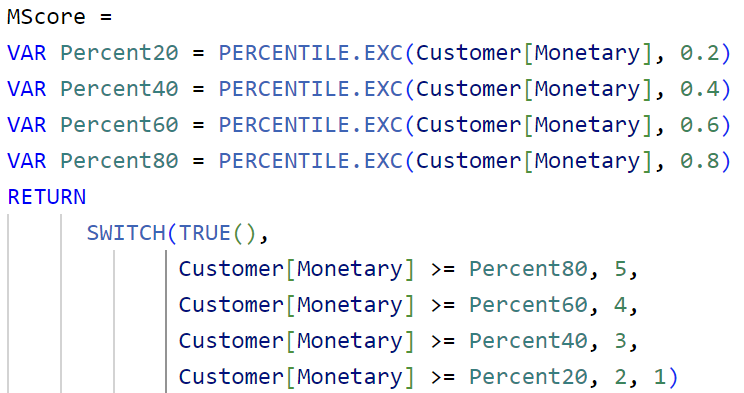 MScore =
VAR Percent20 = PERCENTILE.EXC(Customer[Monetary], 0.2)
VAR Percent40 = PERCENTILE.EXC(Customer[Monetary], 0.4)
VAR Percent60 = PERCENTILE.EXC(Customer[Monetary], 0.6)
VAR Percent80 = PERCENTILE.EXC(Customer[Monetary], 0.8)
RETURN
SWITCH(TRUE(),
Customer[Monetary] >= Percent80, 5,
Customer[Monetary] >= Percent60, 4,
Customer[Monetary] >= Percent40, 3,
Customer[Monetary] >= Percent20, 2, 1)